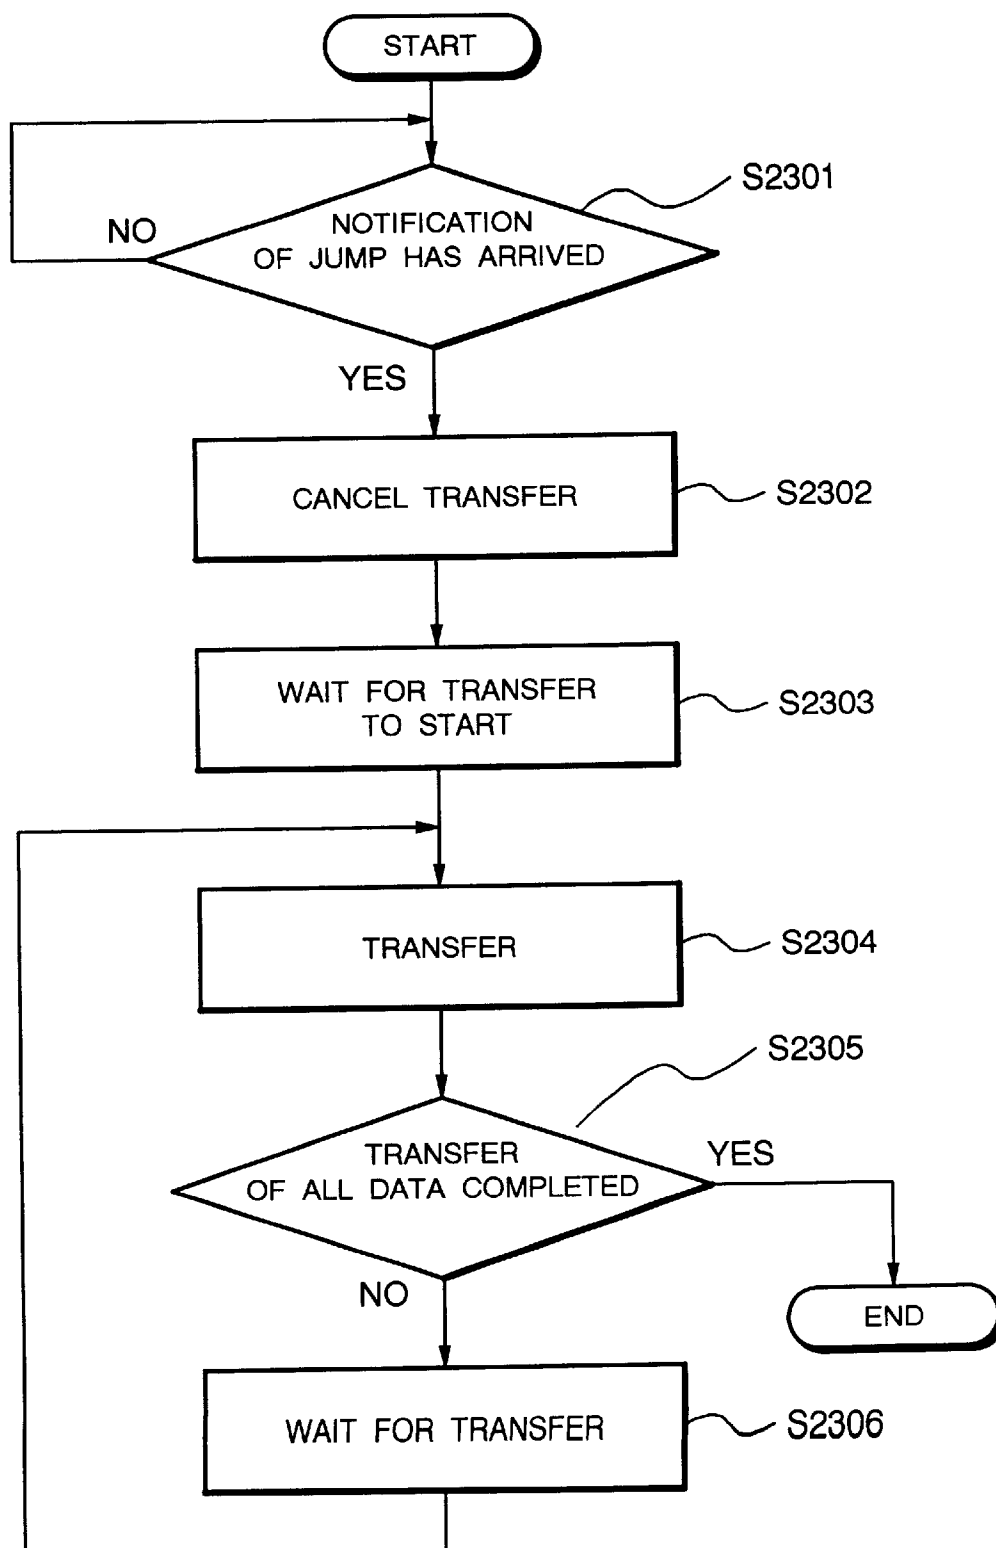 START
S2301
NOTIFICATION
OF JUMP HAS ARRIVED
NO
YES
CANCEL TRANSFER
S2302
WAIT FOR TRANSFER
TO START
S2303
TRANSFER
S2304
S2305
TRANSFER
OF ALL DATA COMPLETED
YES
NO
END
WAIT FOR TRANSFER
S2306